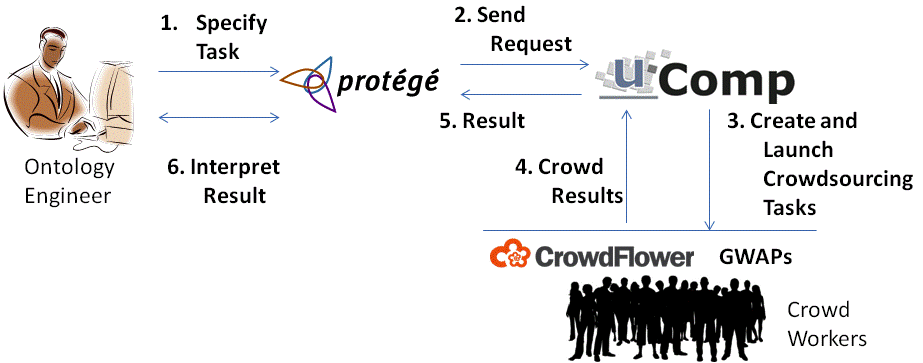 1. Specify
Task
2. Send
Request
protégé
uComp
5. Result
3. Create and
Launch
Crowdsourcing
Tasks
Ontology
Engineer
6. Interpret
Result
4. Crowd
Results
CrowdFlower
GWAPs
Crowd
Workers